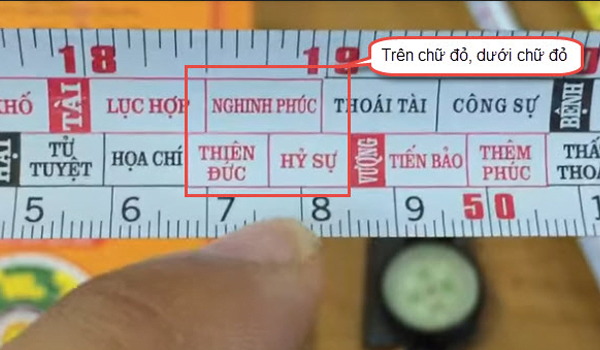 Trên chữ đỏ, dưới chữ đỏ
18 19
KHỐ TÀI LỤC HỢP NGHINH PHÚC THOÁI TÀI CÔNG SỰ BỆNH
HẠI TỬ TUYỆT HỌA CHÍ THIÊN ĐỨC HỶ SỰ VƯỢNG TIẾN BẢO THÊM PHÚC
5 6 7 8 9 50 1